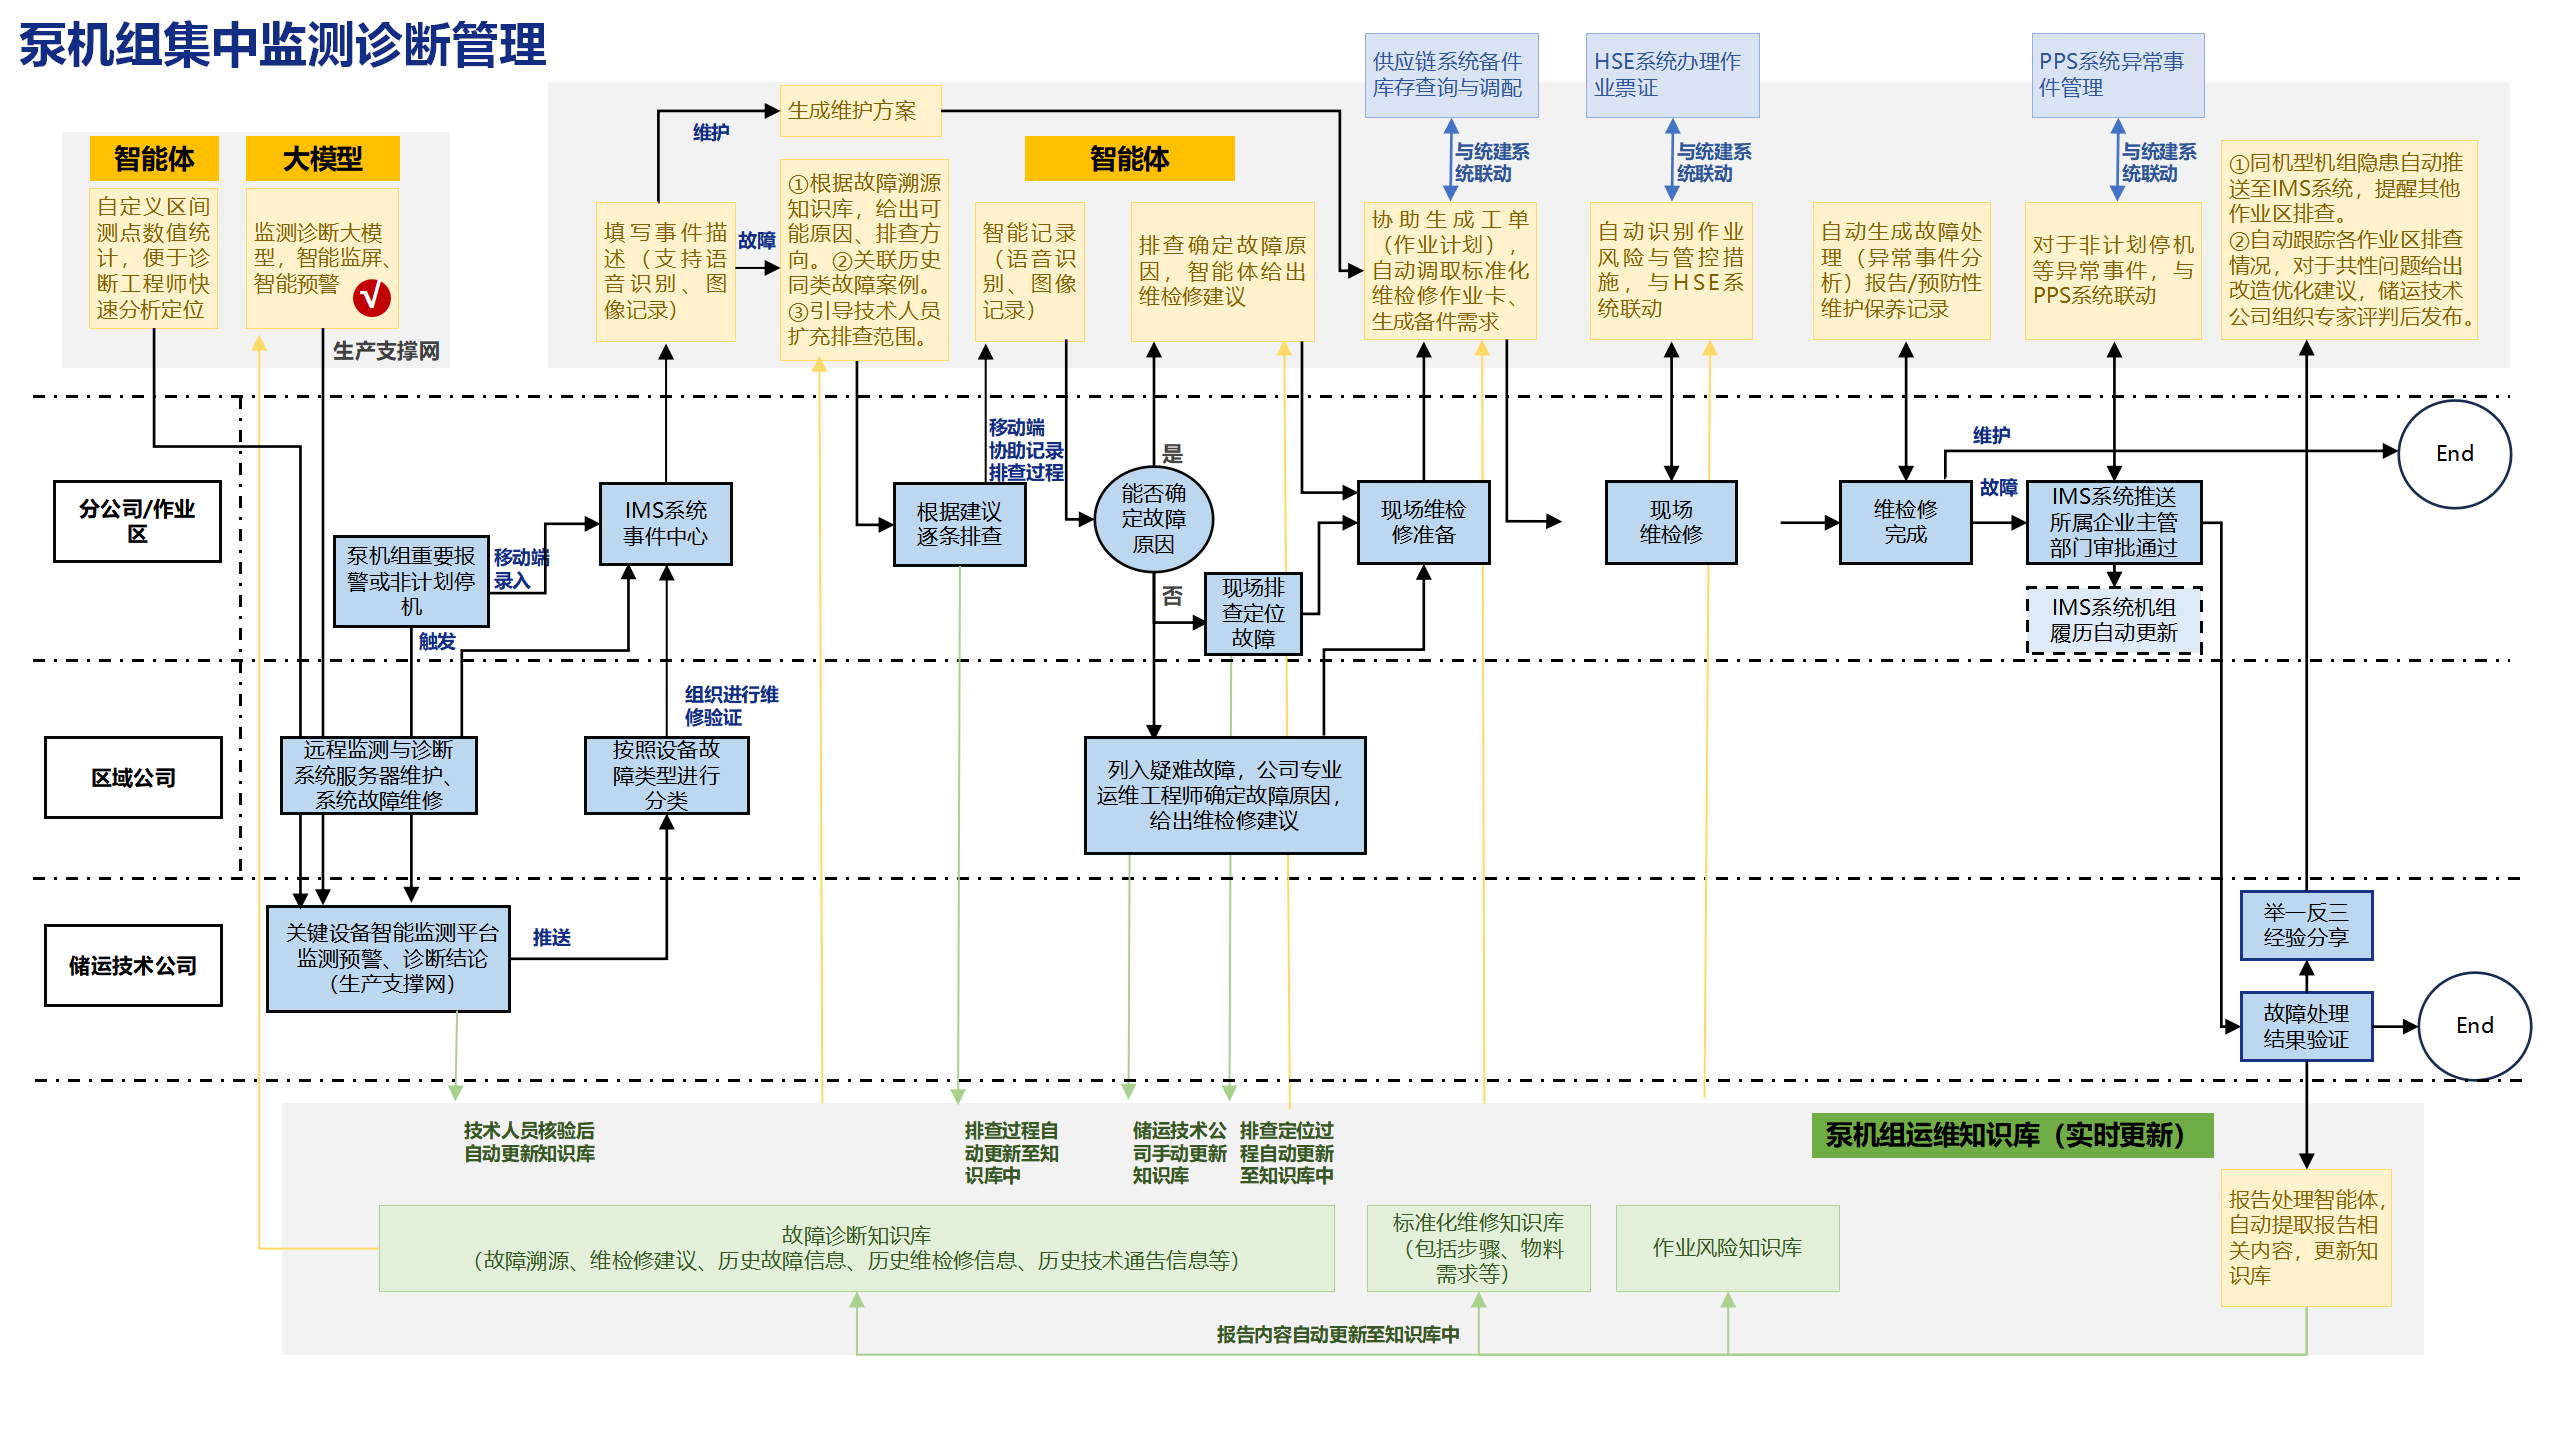 泵机组集中监测诊断管理
智能体
大模型
自定义区间
测点数值统
计，便于诊
断工程师快
速分析定位
监测诊断大模
型，智能监屏、
智能预警
√
生产支撑网
维护
生成维护方案
填写事件描
述（支持语
音识别、图
像记录）
故障
①根据故障溯源
知识库，给出可
能原因、排查方
向。②关联历史
同类故障案例。
③引导技术人员
扩充排查范围。
智能体
智能记录
（语音识
别、图像
记录）
排查确定故障原
因，智能体给出
维检修建议
供应链系统备件
库存查询与调配
与统建系
统联动
协助生成工单
（作业计划），
自动调取标准化
维检修作业卡、
生成备件需求
HSE系统办理作
业票证
与统建系
统联动
自动识别作业
风险与管控措
施，与HSE系
统联动
自动生成故障处
理（异常事件分
析）报告/预防性
维护保养记录
PPS系统异常事
件管理
与统建系
统联动
对于非计划停机
等异常事件，与
PPS系统联动
①同机型机组隐患自动推
送至IMS系统，提醒其他
作业区排查。
②自动跟踪各作业区排查
情况，对于共性问题给出
改造优化建议，储运技术
公司组织专家评判后发布。
分公司/作业
区
泵机组重要报
警或非计划停
机
移动端
录入
触发
IMS系统
事件中心
根据建议
逐条排查
移动端
协助记录
排查过程
是
能否确
定故障
原因
否
现场排
查定位
故障
现场维检
修准备
现场
维检修
维检修
完成
维护
故障
IMS系统推送
所属企业主管
部门审批通过
IMS系统机组
履历自动更新
End
区域公司
远程监测与诊断
系统服务器维护、
系统故障维修
组织进行维
修验证
按照设备故
障类型进行
分类
列入疑难故障，公司专业
运维工程师确定故障原因，
给出维检修建议
储运技术公司
关键设备智能监测平台
监测预警、诊断结论
（生产支撑网）
推送
举一反三
经验分享
故障处理
结果验证
End
技术人员核验后
自动更新知识库
排查过程自
动更新至知
识库中
储运技术公
司手动更新
知识库
排查定位过
程自动更新
至知识库中
泵机组运维知识库（实时更新）
故障诊断知识库
（故障溯源、维检修建议、历史故障信息、历史维检修信息、历史技术通告信息等）
标准化维修知识库
（包括步骤、物料
需求等）
作业风险知识库
报告处理智能体，
自动提取报告相
关内容，更新知
识库
报告内容自动更新至知识库中